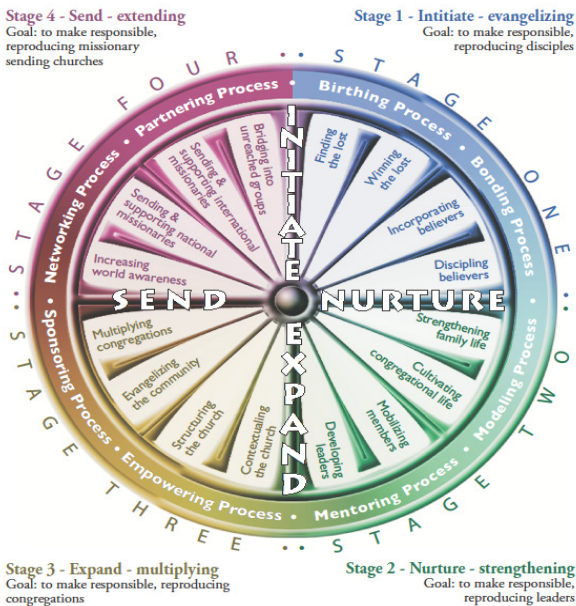 Stage 4 - Send - extending
Goal: to make responsible,
reproducing missionary
sending churches
Stage 1 - Intitiate - evangelizing
Goal: to make responsible,
reproducing disciples
STAGE ONE
Birthing Process • Bonding Process
Finding
the lost
Winning
the lost
Incorporating
believers
Discipling
believers
STAGE TWO
Modeling Process • Mentoring Process
Strengthening
family life
Cultivating
congregational life
Mobilizing
members
Developing
leaders
STAGE THREE
Empowering Process • Sponsoring Process
Contextualing
the church
Structuring
the church
Evangelizing
the community
Multiplying
congregations
STAGE FOUR
Networking Process • Partnering Process
Increasing
world awareness
Sending &
supporting national
missionaries
Sending &
supporting international
missionaries
Bridging into
unreached groups
INITIATE
NURTURE
EXPAND
SEND
Stage 3 - Expand - multiplying
Goal: to make responsible, reproducing
congregations
Stage 2 - Nurture - strengthening
Goal: to make responsible,
reproducing leaders